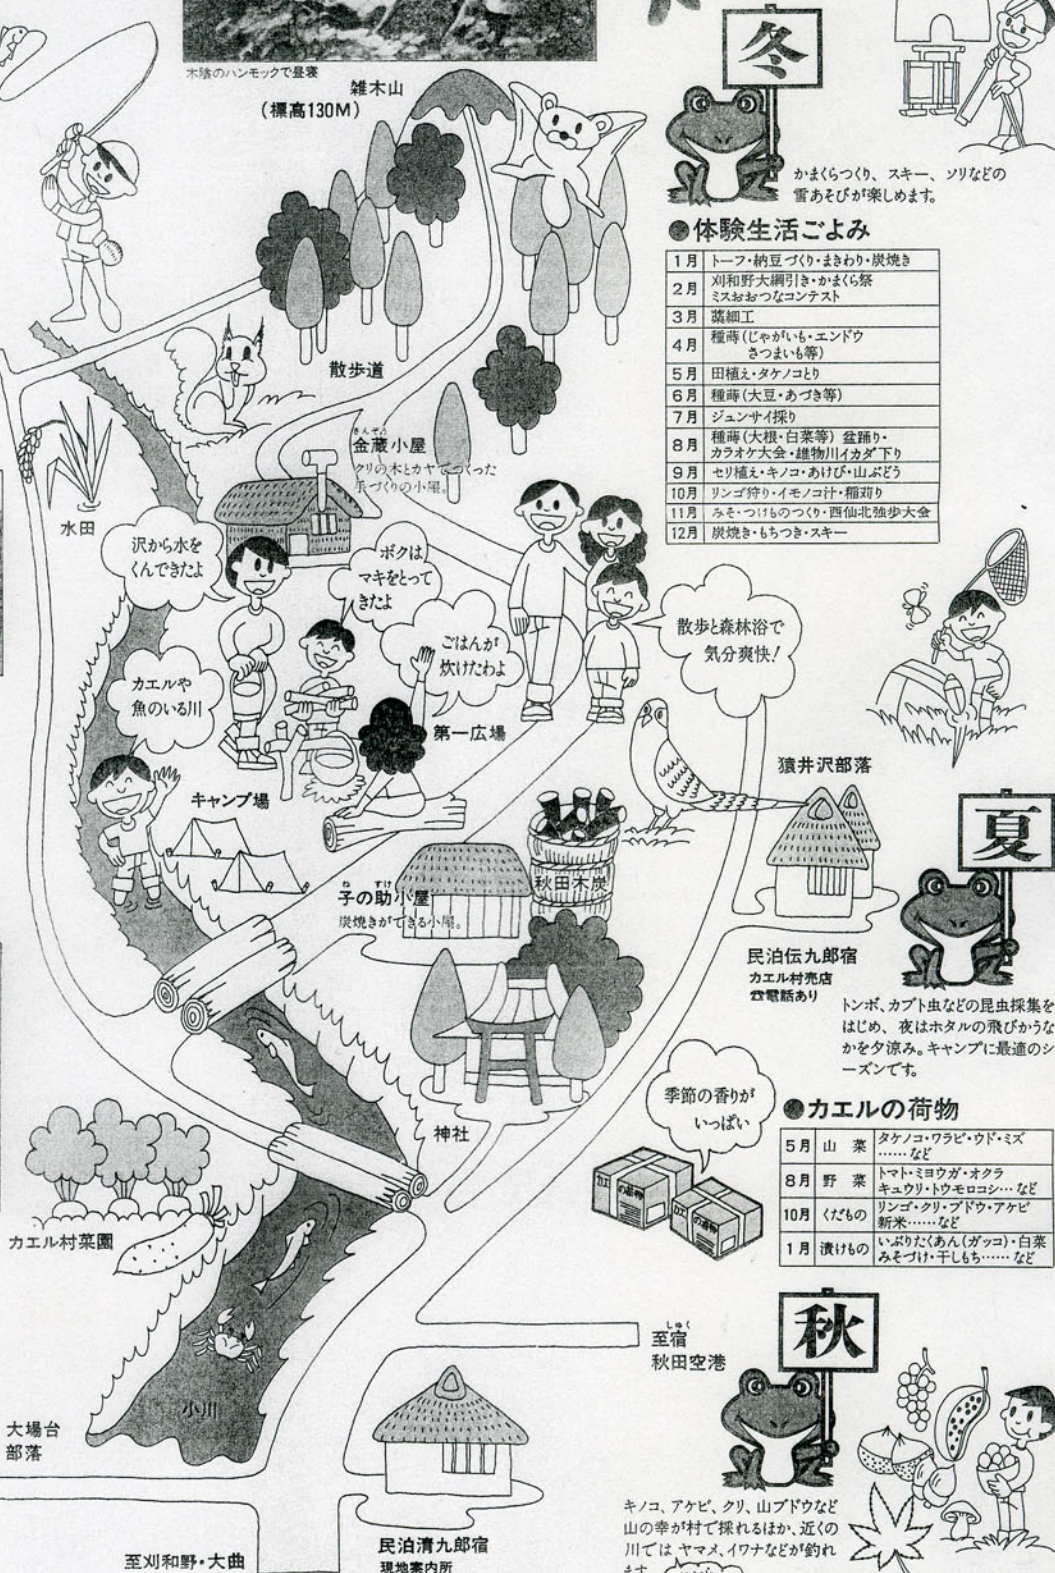 木陰のハンモックで昼寝
雑木山
(標高130M)
冬
かまくらつくり、スキー、ソリなどの
雪あそびが楽しめます。
●体験生活ごよみ
1月 トーフ・納豆づくり・まきわり・炭焼き
2月 刈和野大綱引き・かまくら祭
ミスおおつなコンテスト
3月 藁細工
4月 種蒔(じゃがいも・エンドウ
さつまいも等)
5月 田植え・タケノコとり
6月 種蒔(大豆・あづき等)
7月 ジュンサイ採り
8月 種蒔(大根・白菜等) 盆踊り・
カラオケ大会・雄物川イカダ下り
9月 セリ植え・キノコ・あけび・山ぶどう
10月 リンゴ狩り・イモノコ汁・稲苅り
11月 みそ・つけものつくり・西仙北強歩大会
12月 炭焼き・もちつき・スキー
散歩道
きんぞう
金蔵小屋
クリの木とカヤでつくった
手づくりの小屋。
水田
沢から水を
くんできたよ
ボクは
マキをとって
きたよ
ごはんが
炊けたわよ
散歩と森林浴で
気分爽快!
カエルや
魚のいる川
第一広場
キャンプ場
猿井沢部落
夏
ね すけ
子の助小屋
炭焼きができる小屋。
秋田木炭
民泊伝九郎宿
カエル村売店
☎電話あり
トンボ、カブト虫などの昆虫採集を
はじめ、夜はホタルの飛びかうな
かを夕涼み。キャンプに最適のシ
ーズンです。
季節の香りが
いっぱい
神社
●カエルの荷物
5月 山菜 タケノコ・ワラビ・ウド・ミズ
……など
8月 野菜 トマト・ミヨウガ・オクラ
キュウリ・トウモロコシ…など
10月 くだもの リンゴ・クリ・ブドウ・アケビ
新米……など
1月 漬けもの いぶりたくあん(ガッコ)・白菜
みそづけ・干しもち……など
カエル村菜園
しゅく
至宿
秋田空港
秋
小川
大場台
部落
キノコ、アケビ、クリ、山ブドウなど
山の幸が村で採れるほか、近くの
川ではヤマメ、イワナなどが釣れ
ます。
民泊清九郎宿
現地案内所
至刈和野・大曲